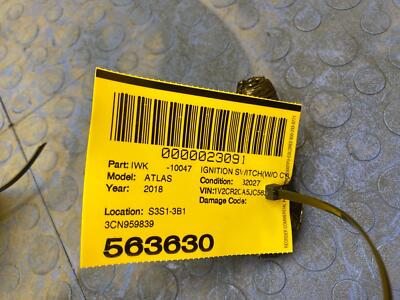 0000023091
Part: IWK -10047 IGNITION SWITCH(W/O C
Model: ATLAS Condition: 32027
Year: 2018 VIN:1V2CR2CA5JC56
Damage Code:
Location: S3S1-3B1
3CN959839
563630